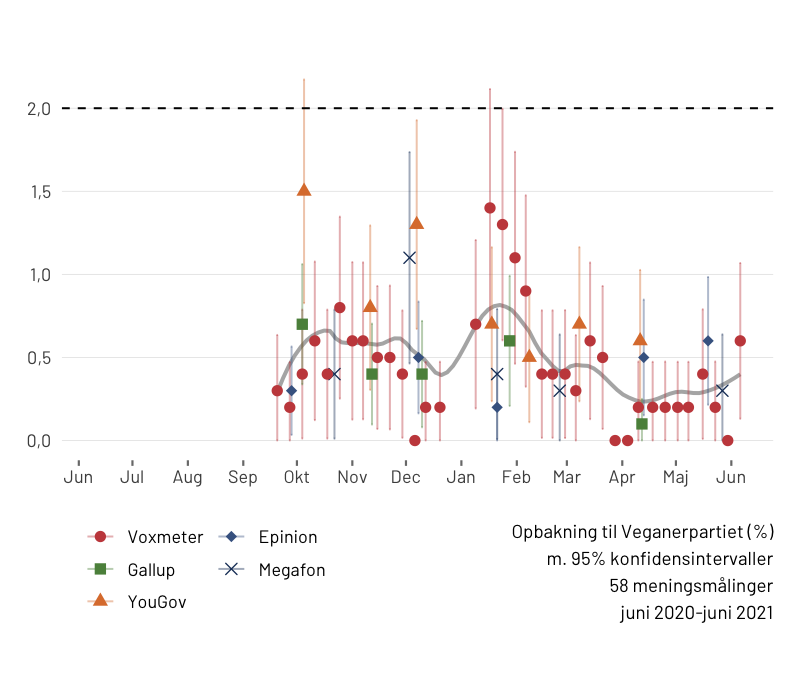 2,0
1,5
1,0
0,5
0,0
Jun Jul Aug Sep Okt Nov Dec Jan Feb Mar Apr Maj Jun
Voxmeter Epinion
Gallup Megafon
YouGov
Opbakning til Veganerpartiet (%)
m. 95% konfidensintervaller
58 meningsmålinger
juni 2020-juni 2021